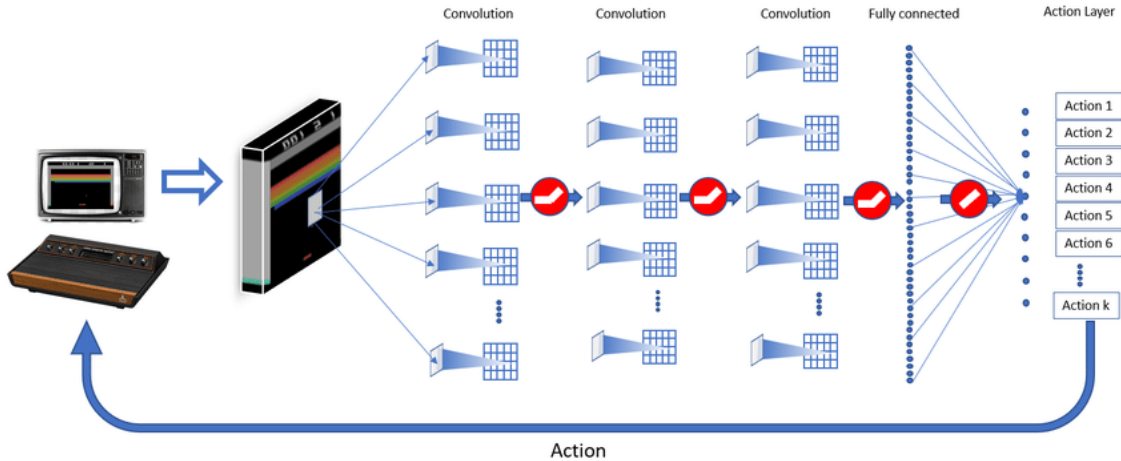 Convolution
Convolution
Convolution
Fully connected
Action Layer
Action 1
Action 2
Action 3
Action 4
Action 5
Action 6
Action k
Action